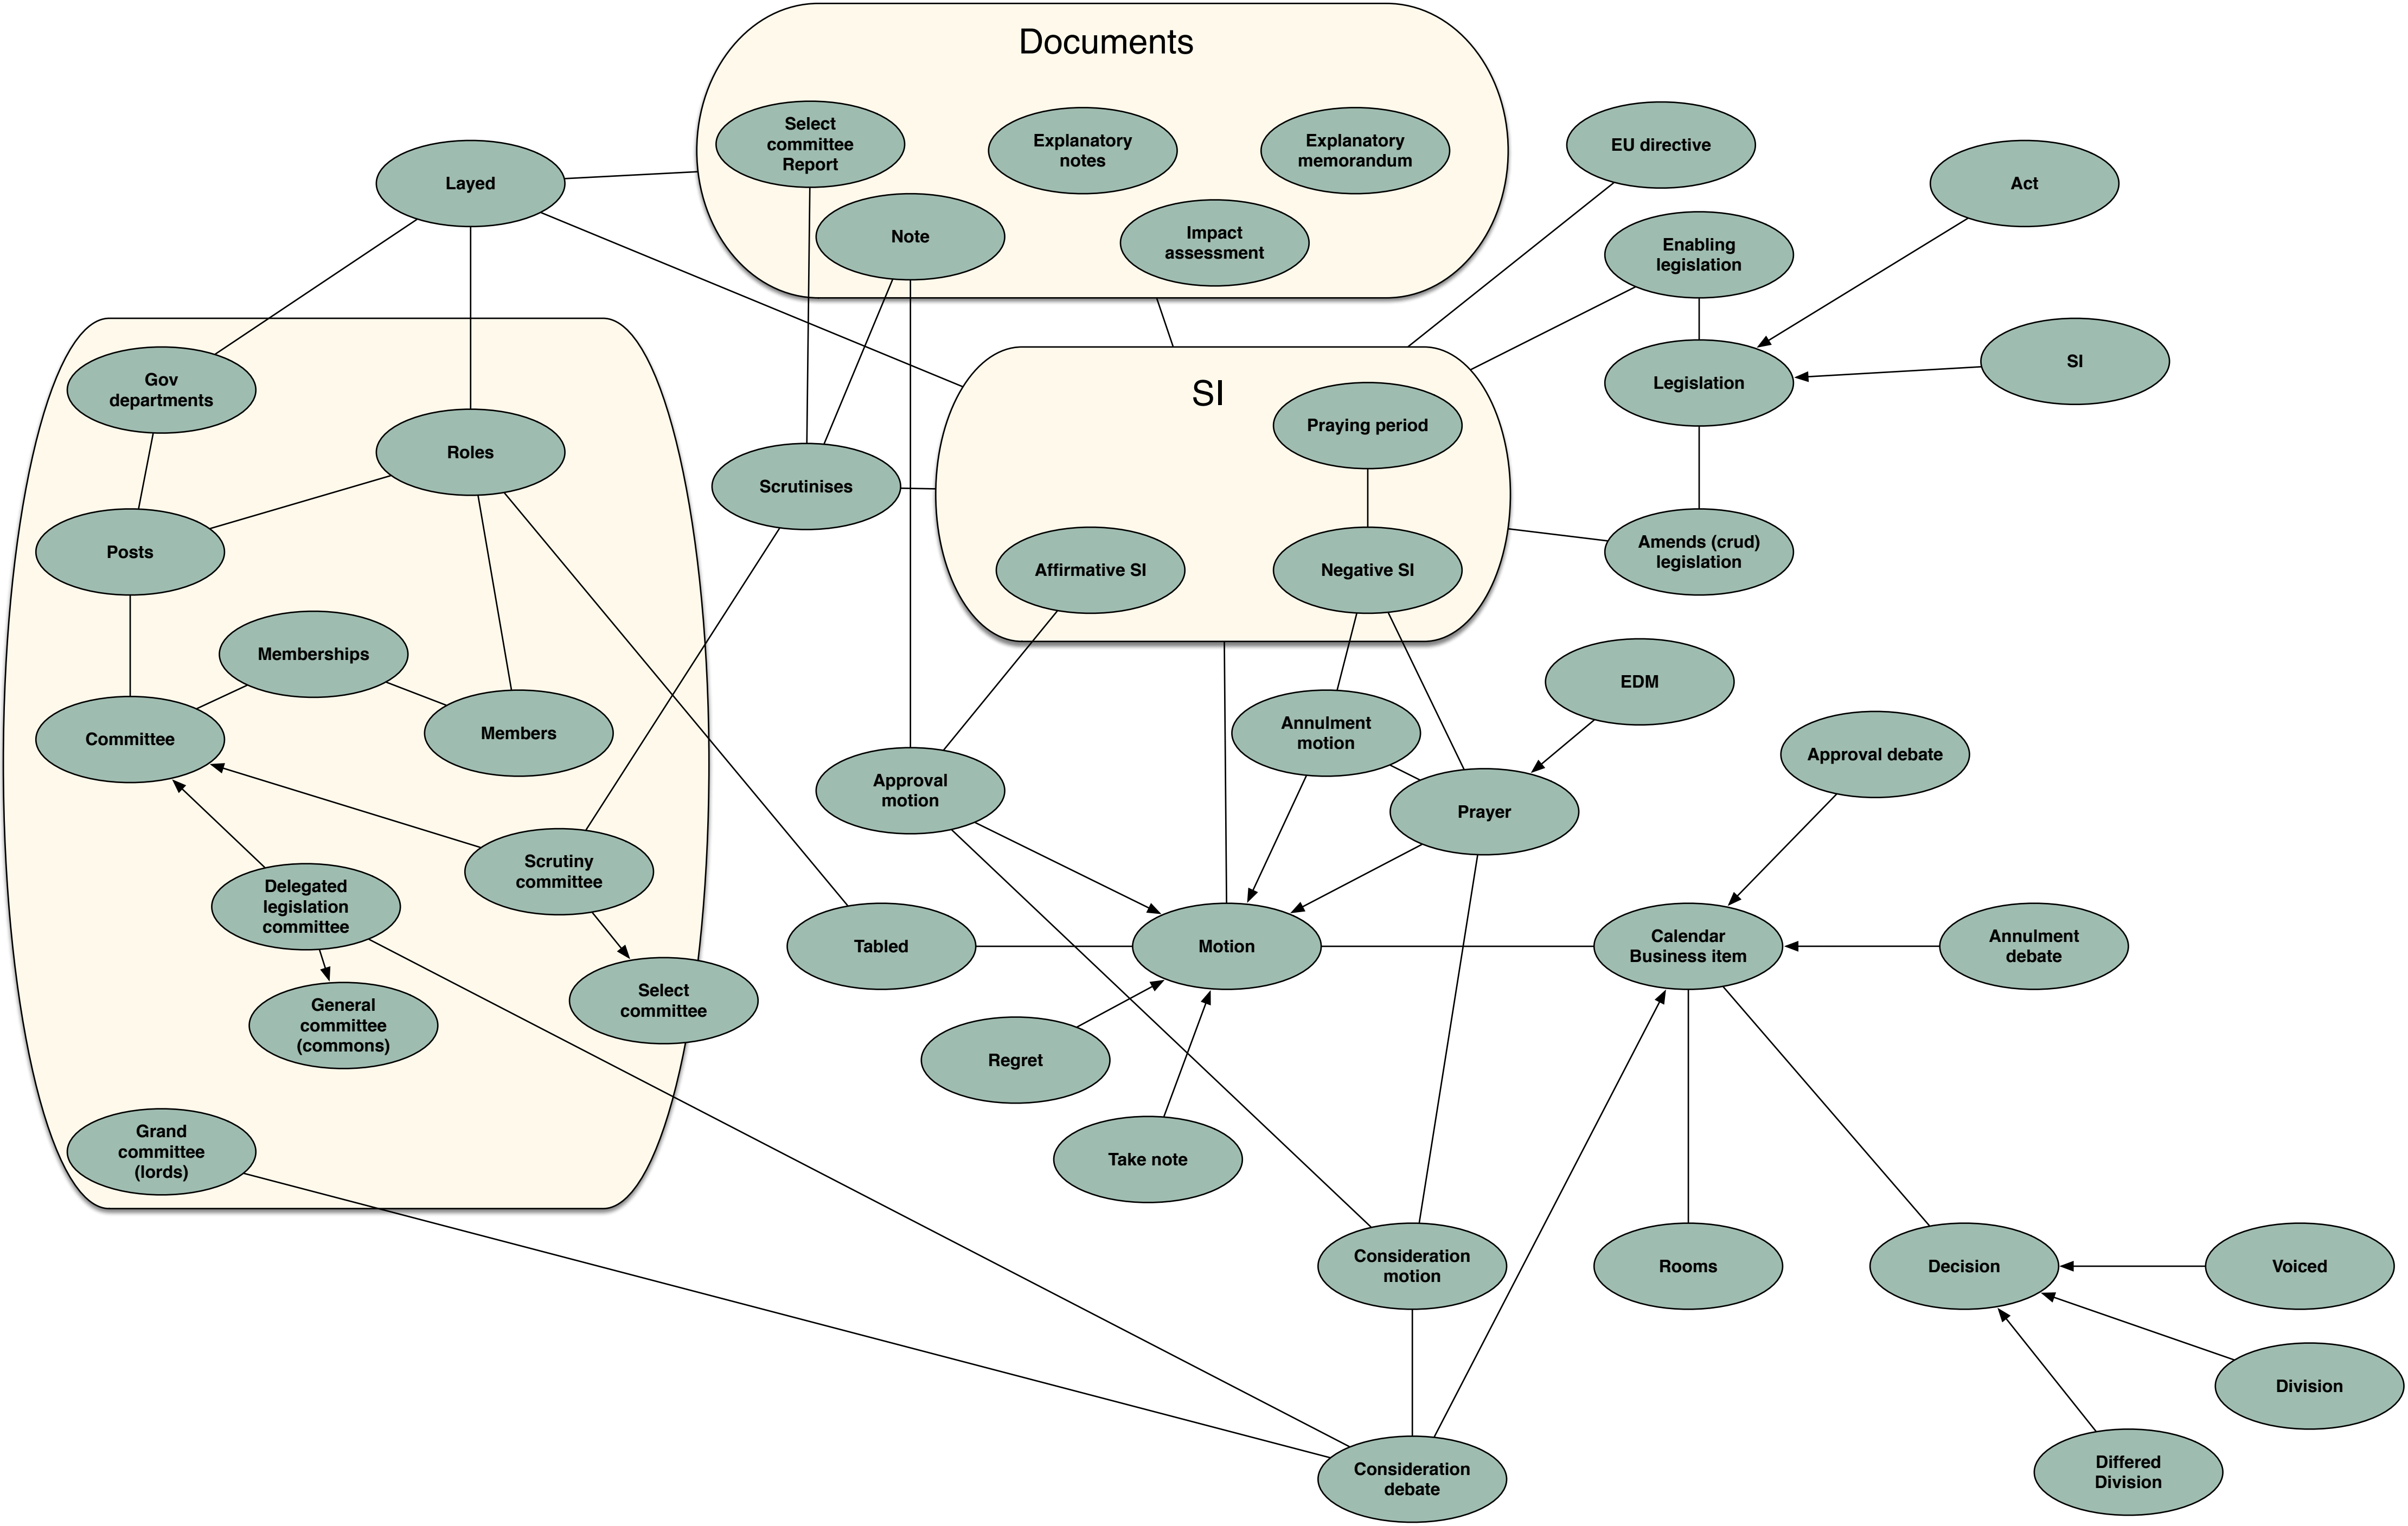 Documents
Select
committee
Report
Explanatory
notes
Explanatory
memorandum
EU directive
Act
Layed
Note
Impact
assessment
Enabling
legislation
SI
Legislation
SI
Gov
departments
Praying period
Roles
Scrutinises
Posts
Affirmative SI
Negative SI
Amends (crud)
legislation
Memberships
EDM
Committee
Members
Annulment
motion
Approval debate
Approval
motion
Prayer
Scrutiny
committee
Delegated
legislation
committee
Tabled
Motion
Calendar
Business item
Annulment
debate
Select
committee
General
committee
(commons)
Regret
Grand
committee
(lords)
Take note
Consideration
motion
Rooms
Decision
Voiced
Division
Consideration
debate
Differed
Division